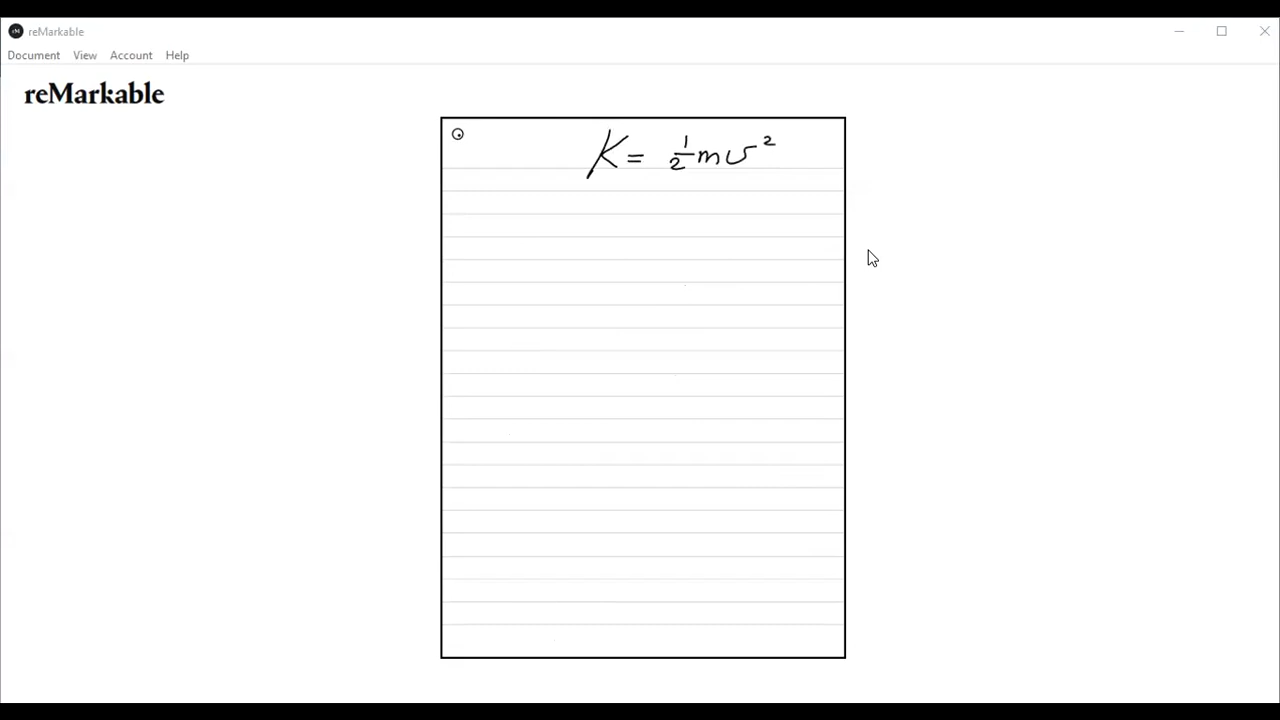 reMarkable
Document View Account Help
reMarkable
K = ½mv²